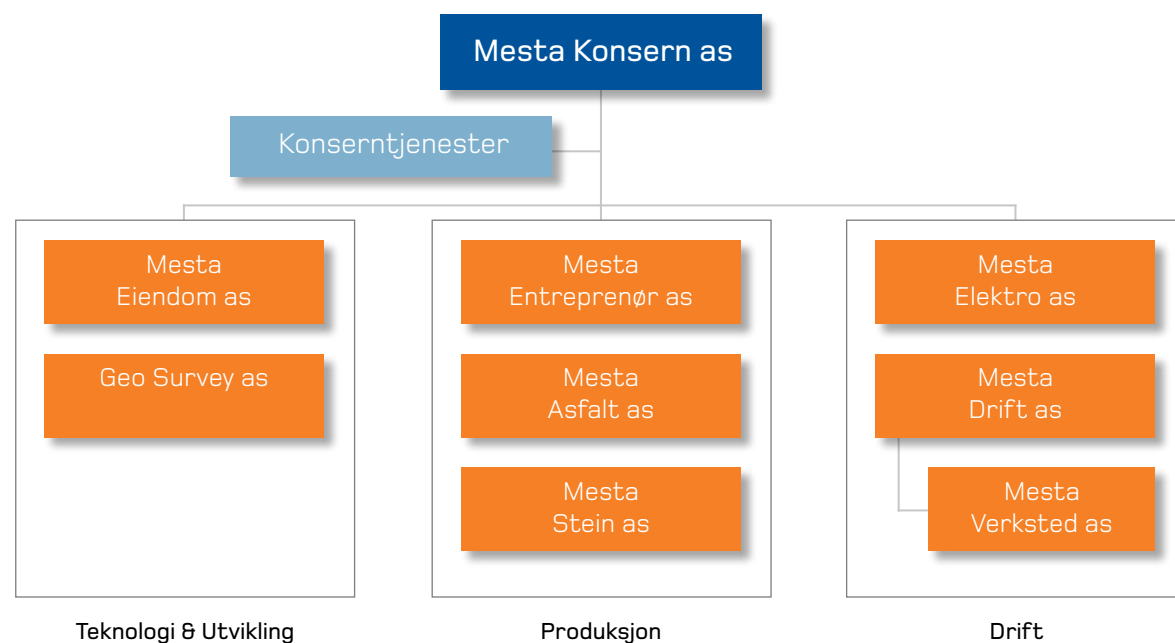 Mesta Konsern as
Konserntjenester
Mesta
Eiendom as
Geo Survey as
Teknologi & Utvikling
Mesta
Entreprenør as
Mesta
Asfalt as
Mesta
Stein as
Produksjon
Mesta
Elektro as
Mesta
Drift as
Mesta
Verksted as
Drift